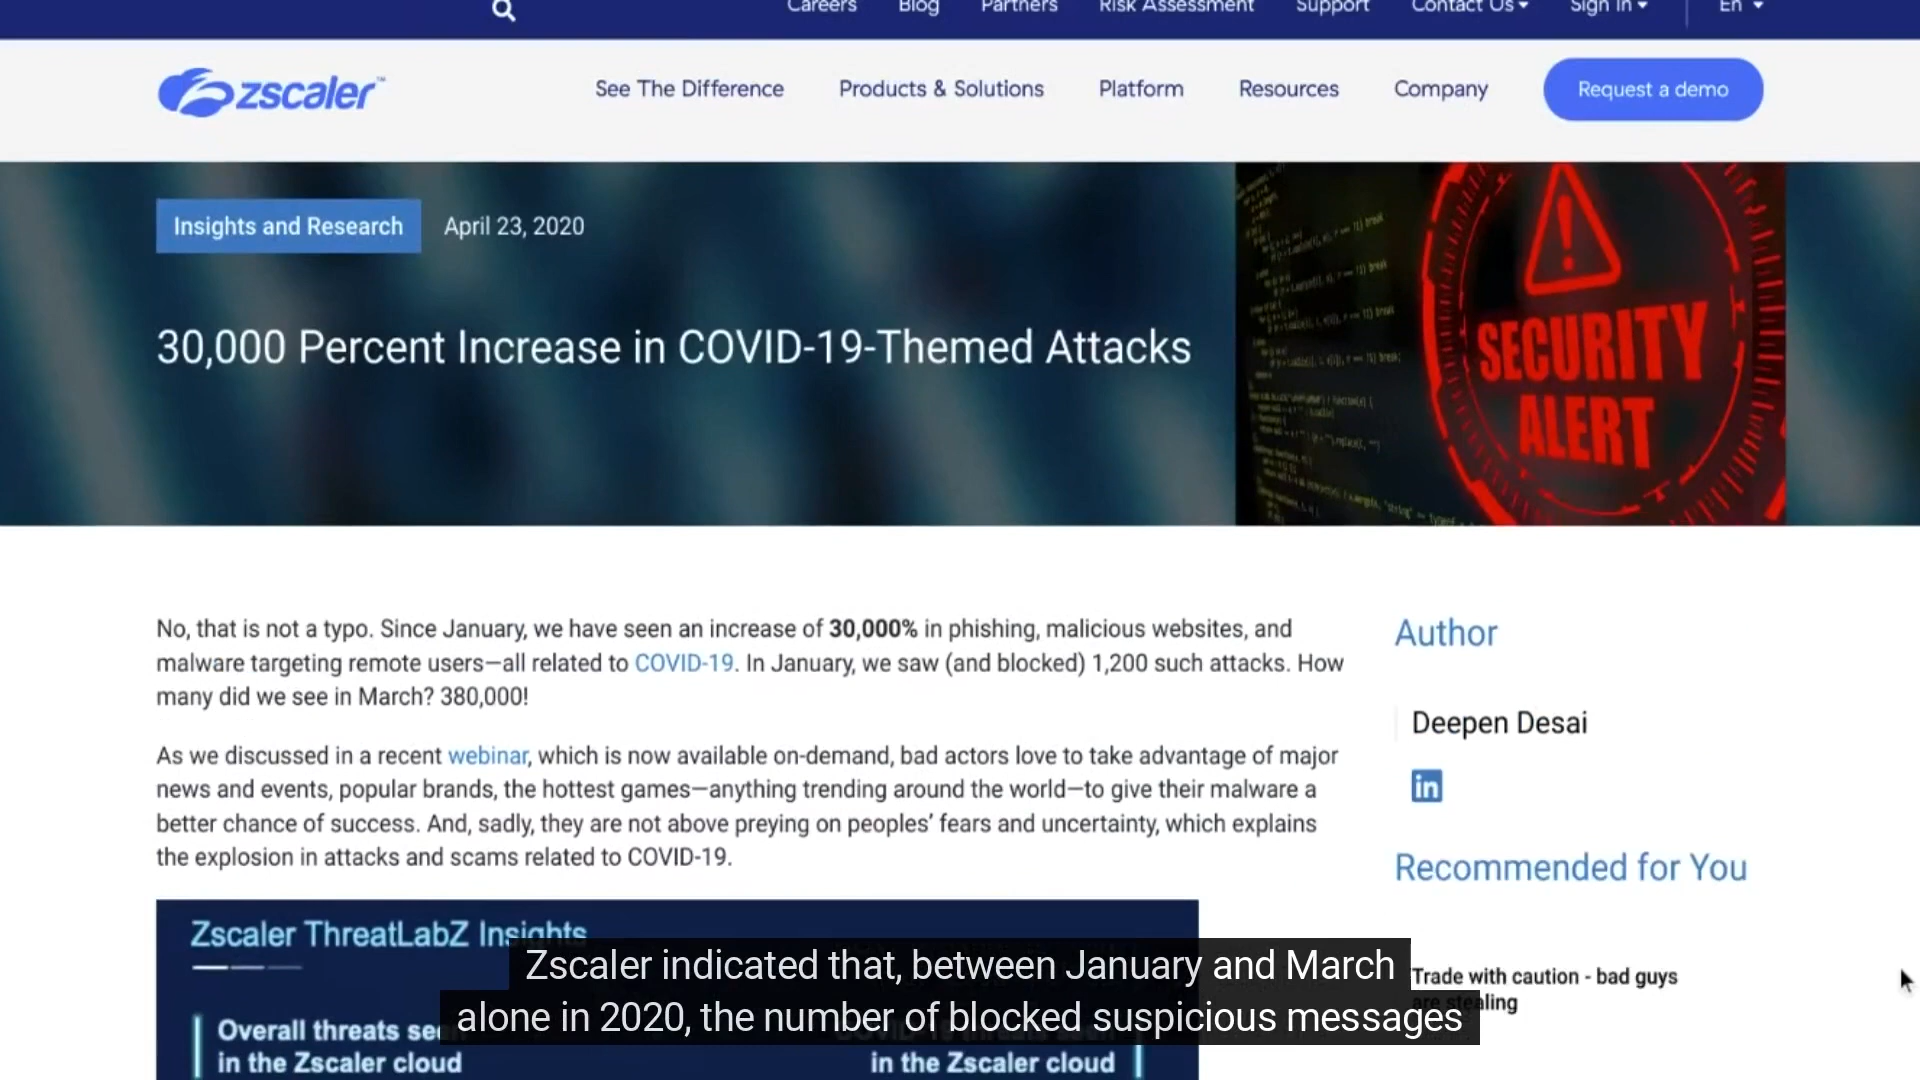 Careers Blog Partners Risk Assessment Support Contact Us Sign In En
zscaler™ See The Difference Products & Solutions Platform Resources Company Request a demo
Insights and Research April 23, 2020
30,000 Percent Increase in COVID-19-Themed Attacks
SECURITY
ALERT
No, that is not a typo. Since January, we have seen an increase of 30,000% in phishing, malicious websites, and
malware targeting remote users—all related to COVID-19. In January, we saw (and blocked) 1,200 such attacks. How
many did we see in March? 380,000!
As we discussed in a recent webinar, which is now available on-demand, bad actors love to take advantage of major
news and events, popular brands, the hottest games—anything trending around the world—to give their malware a
better chance of success. And, sadly, they are not above preying on peoples’ fears and uncertainty, which explains
the explosion in attacks and scams related to COVID-19.
Author
Deepen Desai
in
Recommended for You
Trade with caution - bad guys
are stealing
Zscaler ThreatLabZ Insights
Overall threats
in the Zscaler cloud
in the Zscaler cloud
Zscaler indicated that, between January and March
alone in 2020, the number of blocked suspicious messages